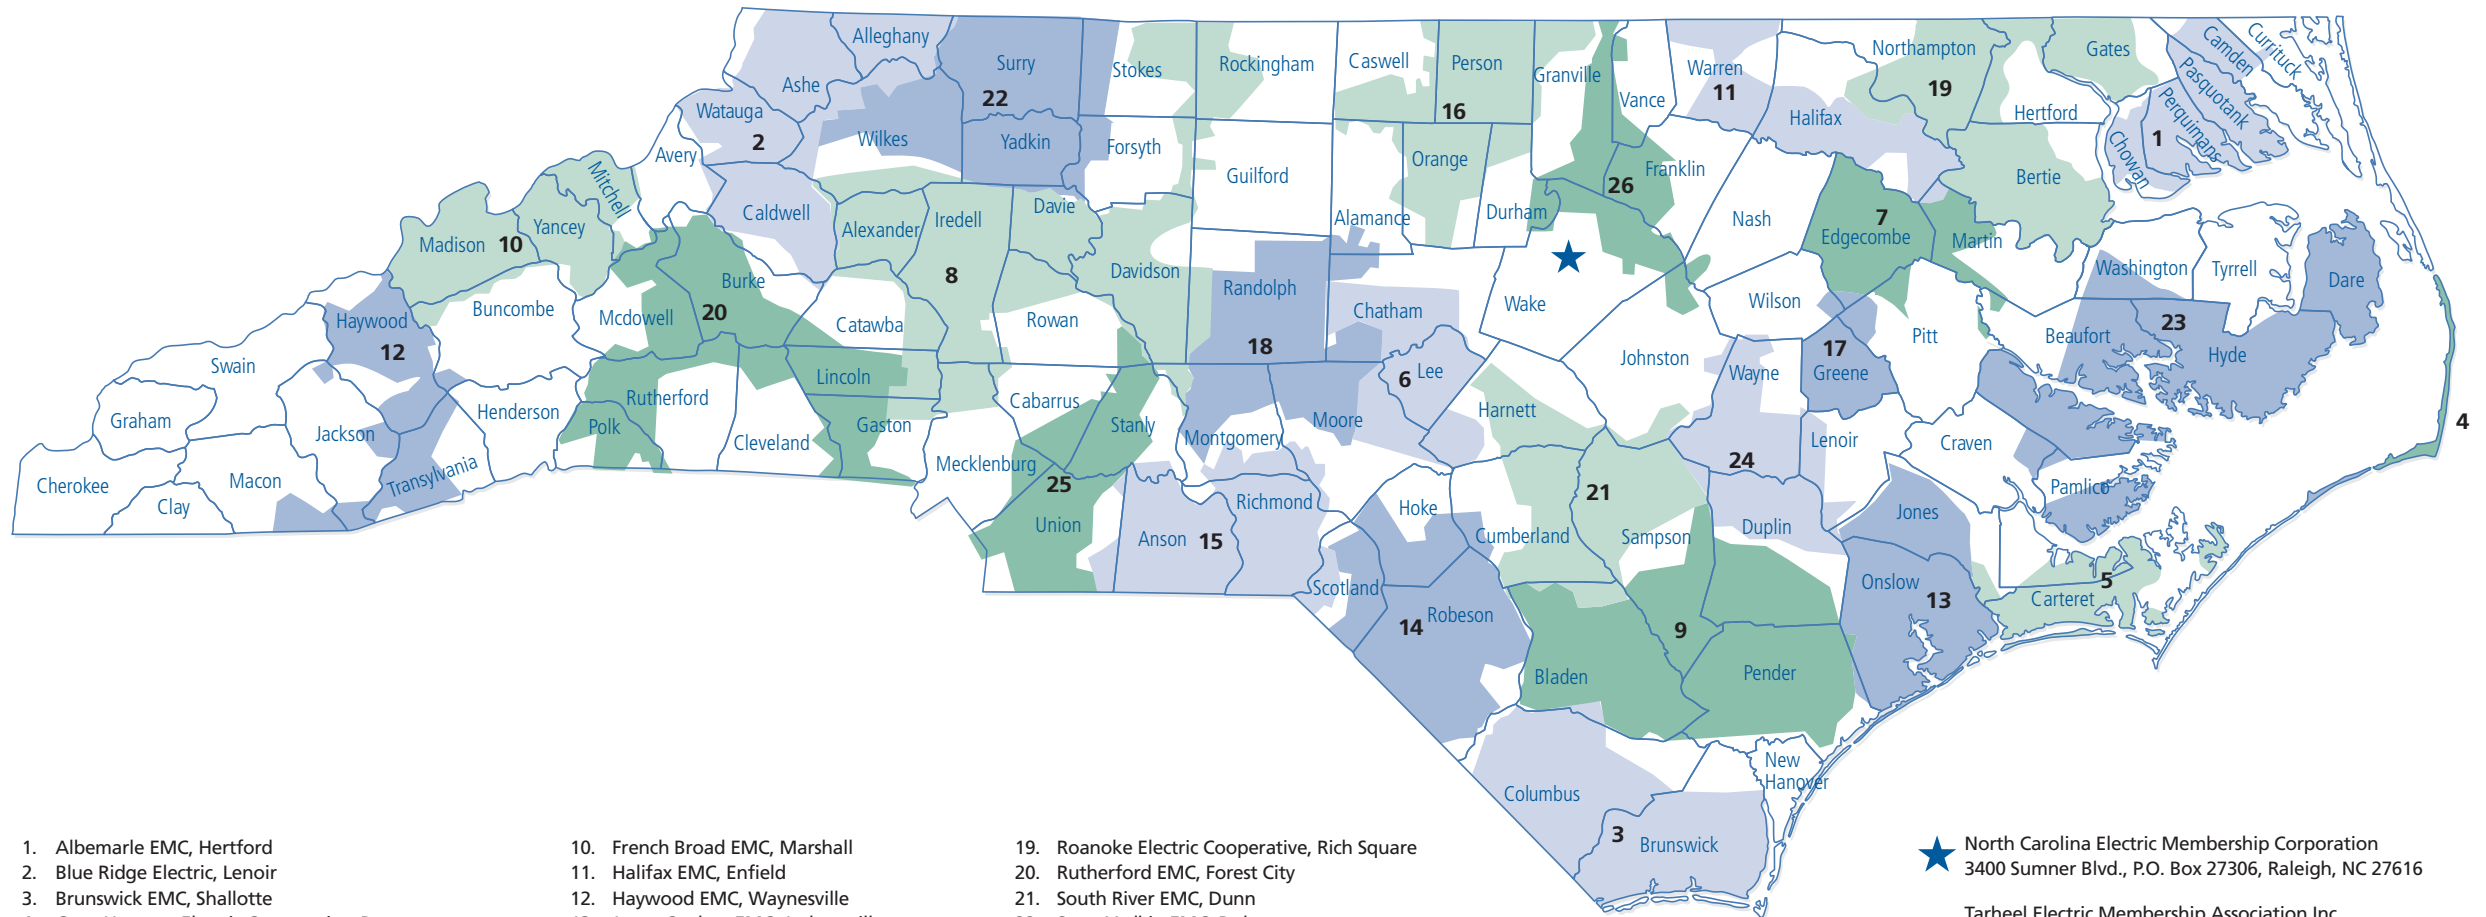 Alleghany
Surry
Stokes
Rockingham
Caswell
Person
Granville
Vance
Warren
Northampton
Gates
Camden
Currituck
Ashe
22
16
11
19
Hertford
Pasquotank
Perquimans
Watauga
2
Wilkes
Yadkin
Forsyth
Halifax
1
Chowan
Avery
Mitchell
Guilford
Orange
26
Franklin
Bertie
Caldwell
Alexander
Iredell
Davie
Alamance
Durham
Nash
7
Edgecombe
Martin
Madison
10
Yancey
Davidson
Washington
Tyrrell
Dare
Burke
8
Randolph
Buncombe
Mcdowell
20
Catawba
Rowan
Chatham
Wake
Wilson
Haywood
12
18
Pitt
Beaufort
23
Hyde
Swain
Johnston
17
Greene
Wayne
Lincoln
6
Lee
Graham
Henderson
Rutherford
Cabarrus
Harnett
4
Polk
Gaston
Stanly
Moore
Jackson
Cleveland
Montgomery
Lenoir
Craven
Cherokee
Macon
Transylvania
Mecklenburg
24
Clay
25
Richmond
21
Pamlico
Union
Anson
15
Hoke
Cumberland
Sampson
Duplin
Jones
Scotland
Onslow
13
5
Carteret
14
Robeson
9
Bladen
Pender
New
Hanover
Columbus
3
Brunswick
1. Albemarle EMC, Hertford
2. Blue Ridge Electric, Lenoir
3. Brunswick EMC, Shallotte
10. French Broad EMC, Marshall
11. Halifax EMC, Enfield
12. Haywood EMC, Waynesville
19. Roanoke Electric Cooperative, Rich Square
20. Rutherford EMC, Forest City
21. South River EMC, Dunn
North Carolina Electric Membership Corporation
3400 Sumner Blvd., P.O. Box 27306, Raleigh, NC 27616
Tarheel Electric Membership Association Inc